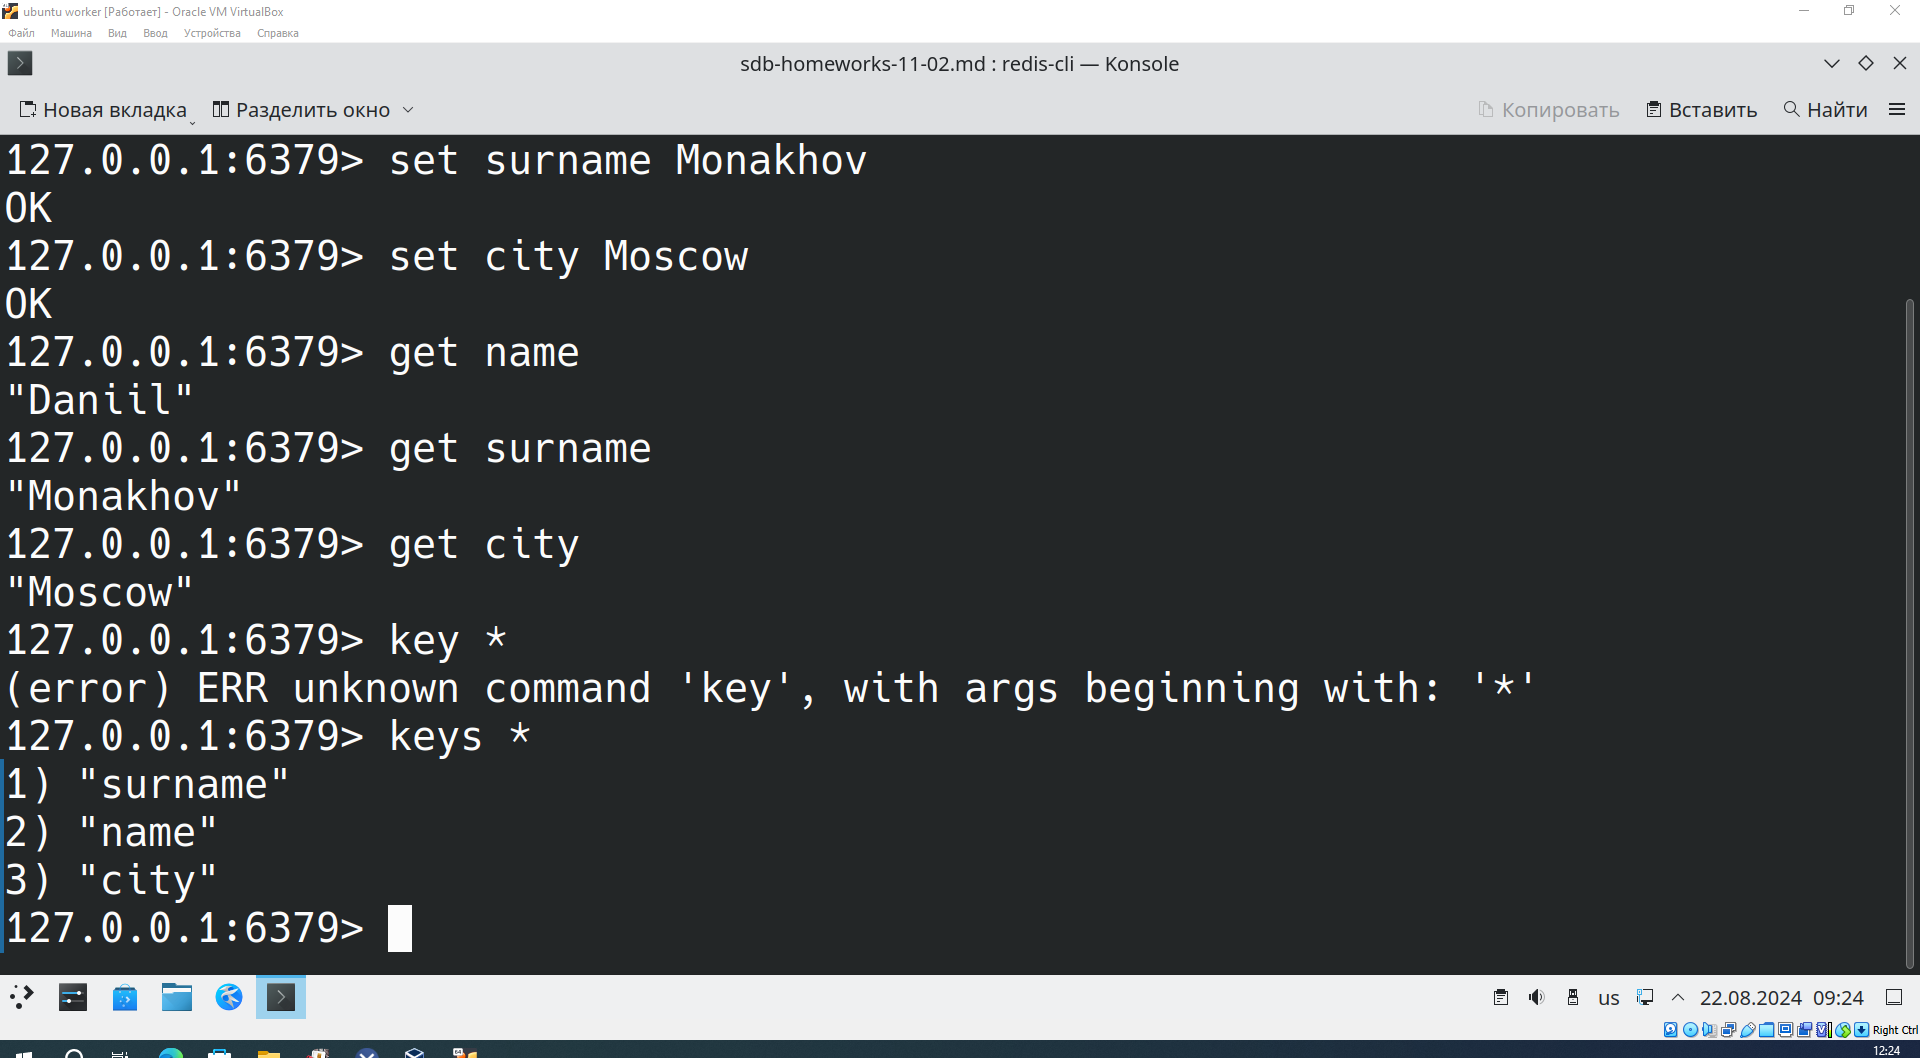 ubuntu worker [Работает] - Oracle VM VirtualBox
Файл Машина Вид Ввод Устройства Справка
sdb-homeworks-11-02.md : redis-cli — Konsole
Новая вкладка Разделить окно Копировать Вставить Найти
127.0.0.1:6379> set surname Monakhov
OK
127.0.0.1:6379> set city Moscow
OK
127.0.0.1:6379> get name
"Daniil"
127.0.0.1:6379> get surname
"Monakhov"
127.0.0.1:6379> get city
"Moscow"
127.0.0.1:6379> key *
(error) ERR unknown command 'key', with args beginning with: '*'
127.0.0.1:6379> keys *
1) "surname"
2) "name"
3) "city"
127.0.0.1:6379>
us 22.08.2024 09:24
Right Ctrl
12:24